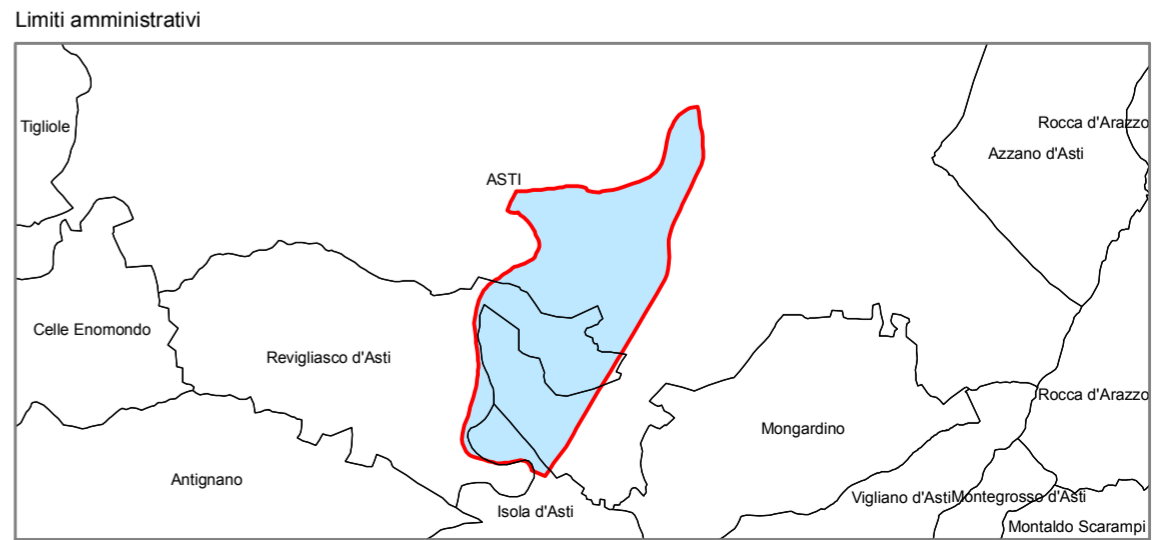 Limiti amministrativi
Tigliole
Rocca d'Arazzo
Azzano d'Asti
ASTI
Celle Enomondo
Revigliasco d'Asti
Rocca d'Arazzo
Mongardino
Antignano
Vigliano d'Asti
Montegrosso d'Asti
Isola d'Asti
Montaldo Scarampi